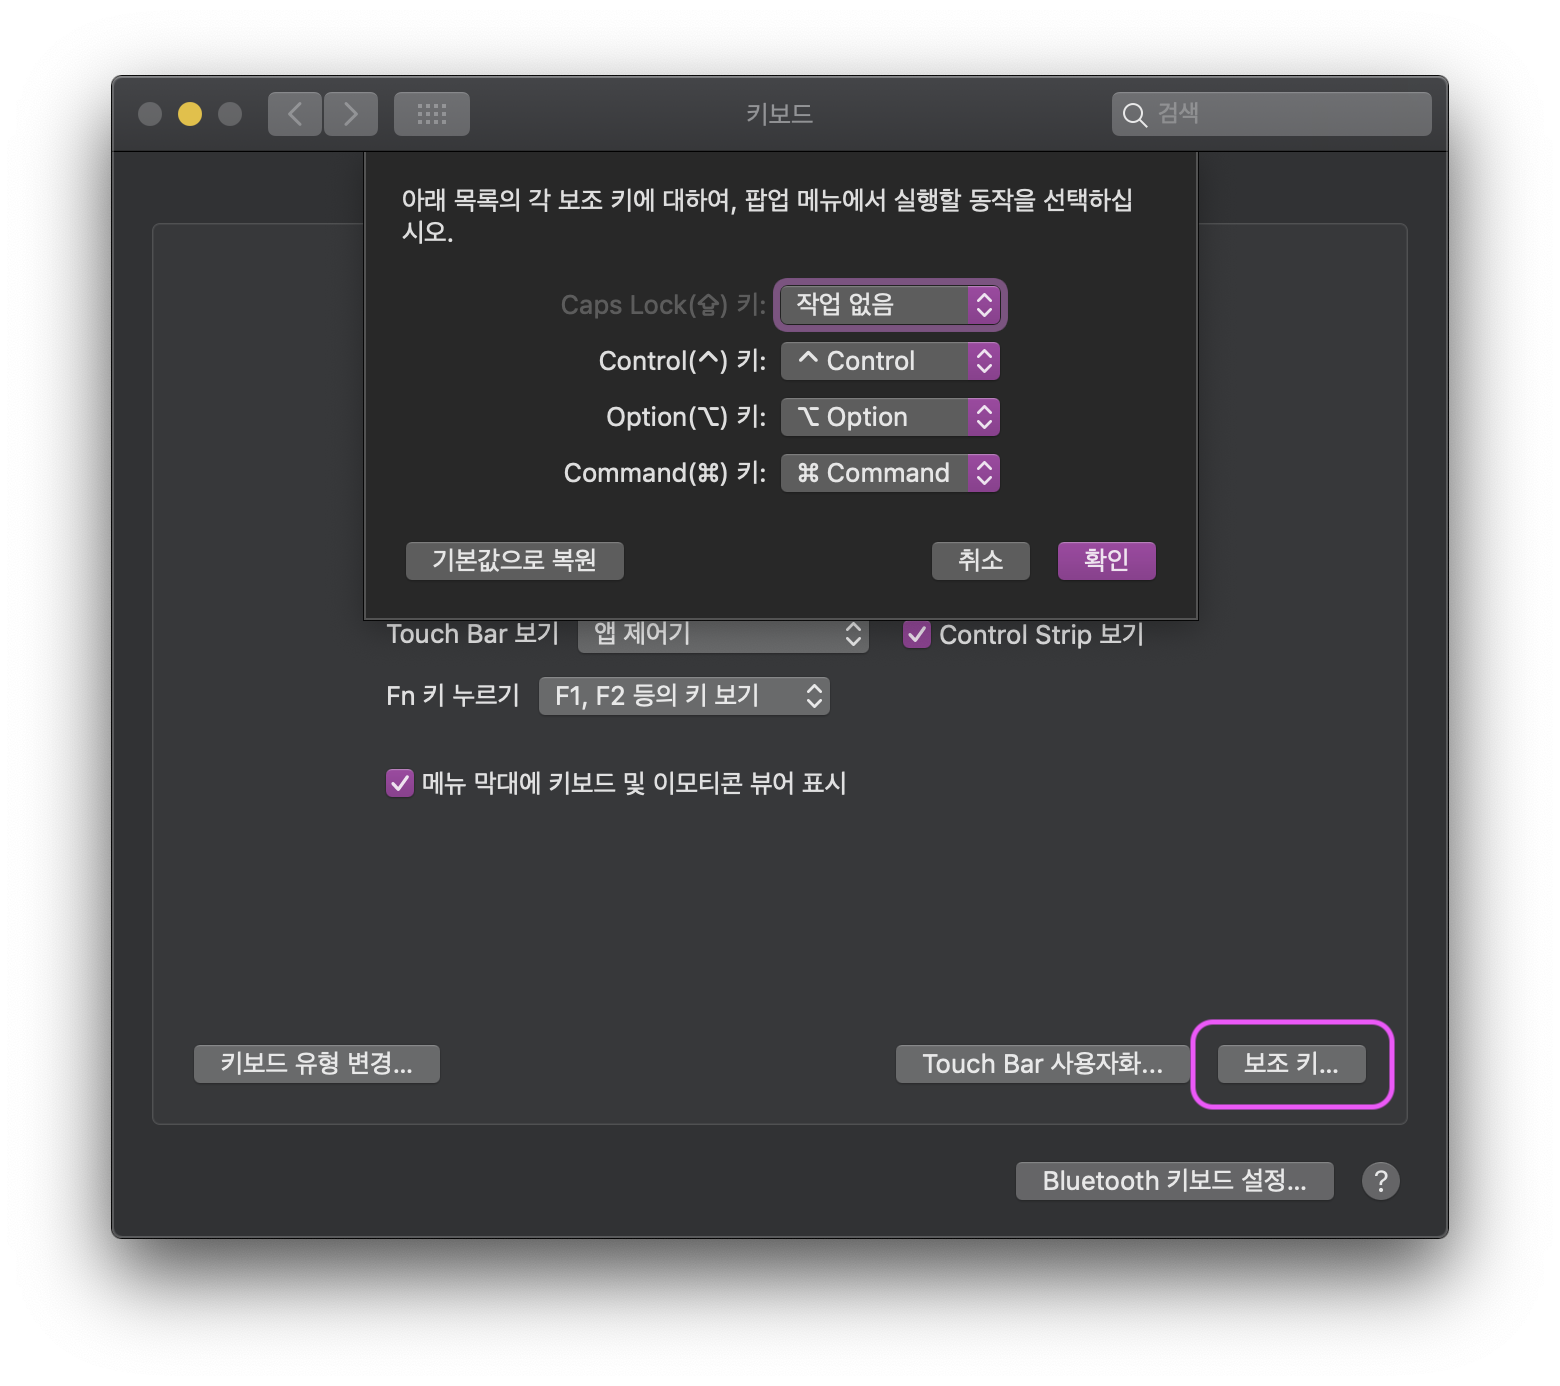 키보드
검색
아래 목록의 각 보조 키에 대하여, 팝업 메뉴에서 실행할 동작을 선택하십
시오.
Caps Lock(⇪) 키: 작업 없음
Control(^) 키: ^ Control
Option(⌥) 키: ⌥ Option
Command(⌘) 키: ⌘ Command
기본값으로 복원 취소 확인
Touch Bar 보기 앱 제어기 Control Strip 보기
Fn 키 누르기 F1, F2 등의 키 보기
메뉴 막대에 키보드 및 이모티콘 뷰어 표시
키보드 유형 변경... Touch Bar 사용자화... 보조 키...
Bluetooth 키보드 설정... ?